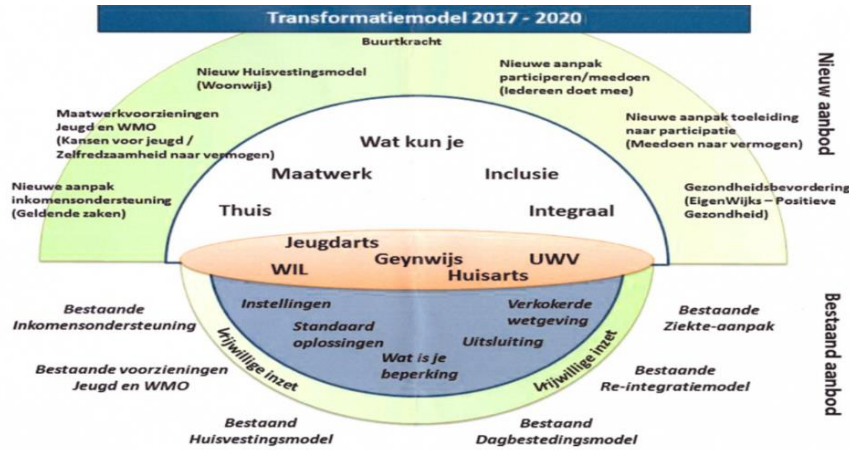 Transformatiemodel 2017 - 2020
Buurtkracht
Nieuw Huisvestingsmodel
(Woonwijs)
Nieuwe aanpak
participeren/meedoen
(Iedereen doet mee)
Maatwerkvoorzieningen
Jeugd en WMO
(Kansen voor jeugd /
Zelfredzaamheid naar vermogen)
Nieuwe aanpak toeleiding
naar participatie
(Meedoen naar vermogen)
Nieuwe aanpak
inkomensondersteuning
(Geldende zaken)
Gezondheidsbevordering
(EigenWijks – Positieve
Gezondheid)
Nieuw aanbod
Wat kun je
Maatwerk
Inclusie
Thuis
Integraal
Jeugdarts
Geynwijs
UWV
WIL
Huisarts
Instellingen
Verkokerde
wetgeving
Standaard
oplossingen
Uitsluiting
Wat is je
beperking
Vrijwillige inzet
Vrijwillige inzet
Bestaande
Inkomensondersteuning
Bestaande
Ziekte-aanpak
Bestaande voorzieningen
Jeugd en WMO
Bestaande
Re-integratiemodel
Bestaand
Huisvestingsmodel
Bestaand
Dagbestedingsmodel
Bestaand aanbod